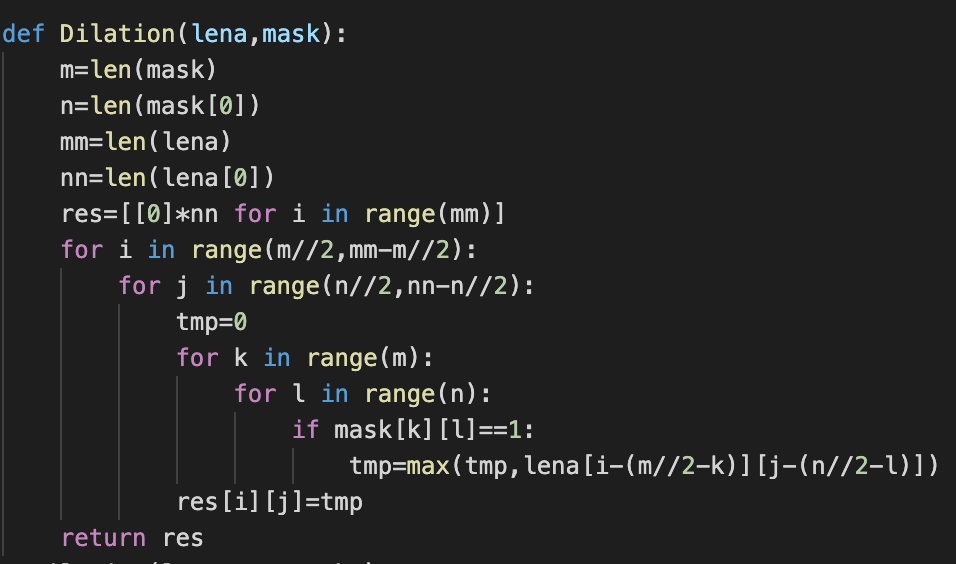 def Dilation(lena,mask):
    m=len(mask)
    n=len(mask[0])
    mm=len(lena)
    nn=len(lena[0])
    res=[[0]*nn for i in range(mm)]
    for i in range(m//2,mm-m//2):
        for j in range(n//2,nn-n//2):
            tmp=0
            for k in range(m):
                for l in range(n):
                    if mask[k][l]==1:
                        tmp=max(tmp,lena[i-(m//2-k)][j-(n//2-l)])
            res[i][j]=tmp
    return res